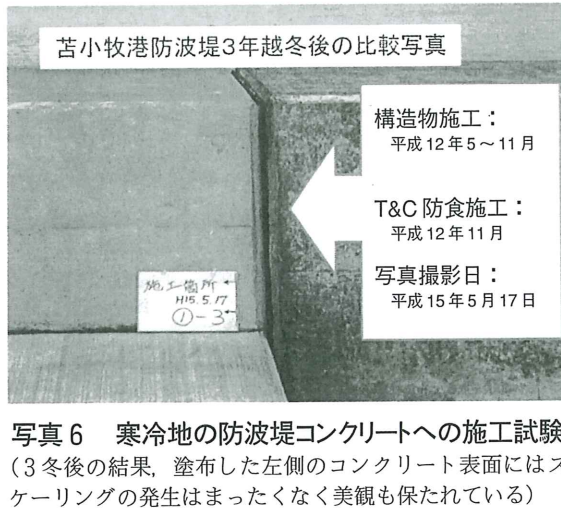 苫小牧港防波堤3年越冬後の比較写真
構造物施工：
平成12年5～11月
T&C防食施工：
平成12年11月
写真撮影日：
平成15年5月17日
施工箇所
H15.5.17
①-3
写真6　寒冷地の防波堤コンクリートへの施工試験
（3冬後の結果，塗布した左側のコンクリート表面にはス
ケーリングの発生はまったくなく美観も保たれている）